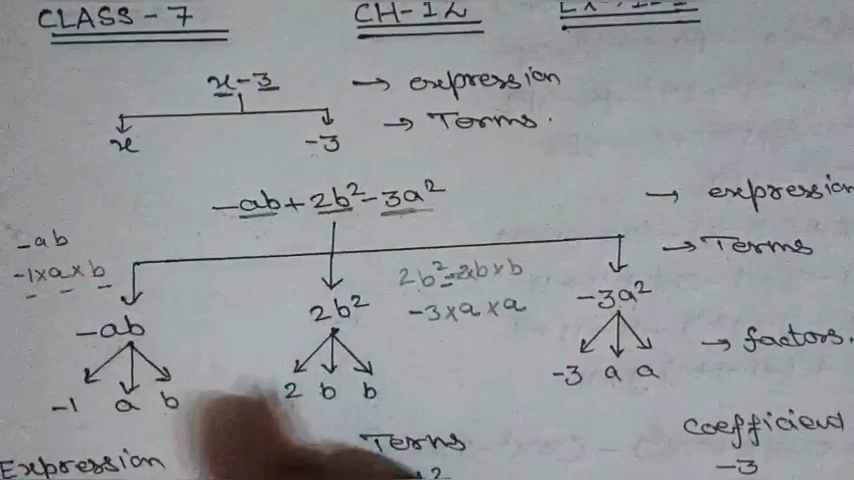 CLASS - 7 CH-12
x - 3 → expression
x -3 → Terms.
-ab + 2b² - 3a² → expression
-ab → Terms
-1×a×b 2b² = 2b×b
-ab 2b² -3×a×a -3a²
-1 a b 2 b b -3 a a → factors.
Expression Terms Coefficient
-3